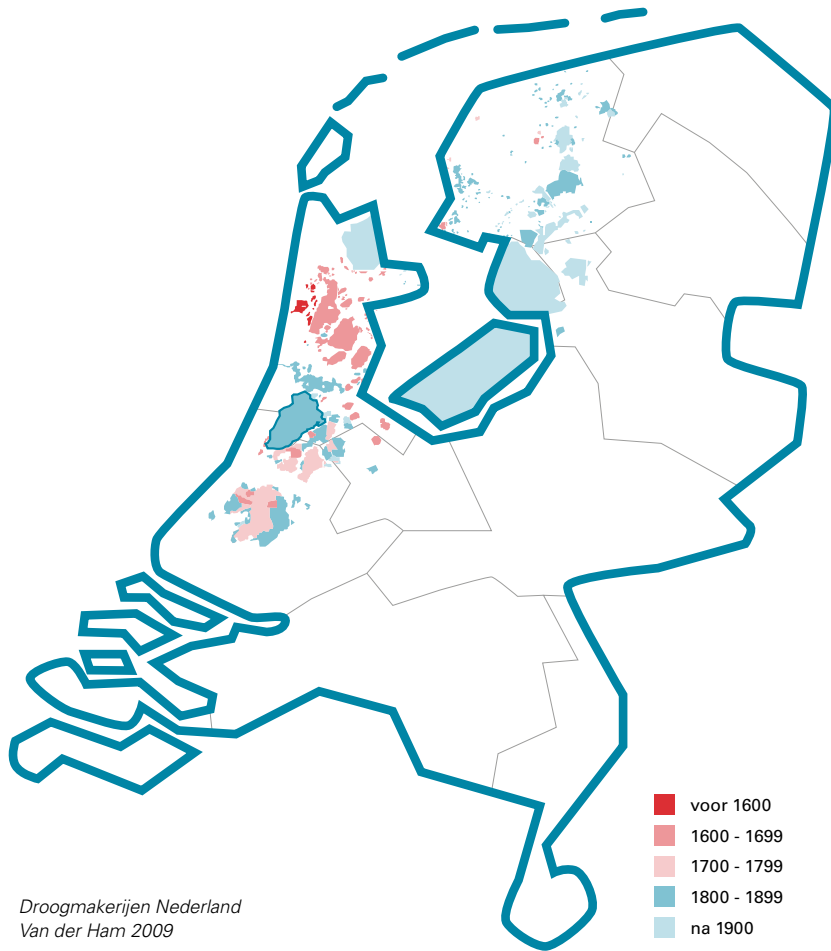 voor 1600
1600 - 1699
1700 - 1799
1800 - 1899
na 1900
Droogmakerijen Nederland
Van der Ham 2009